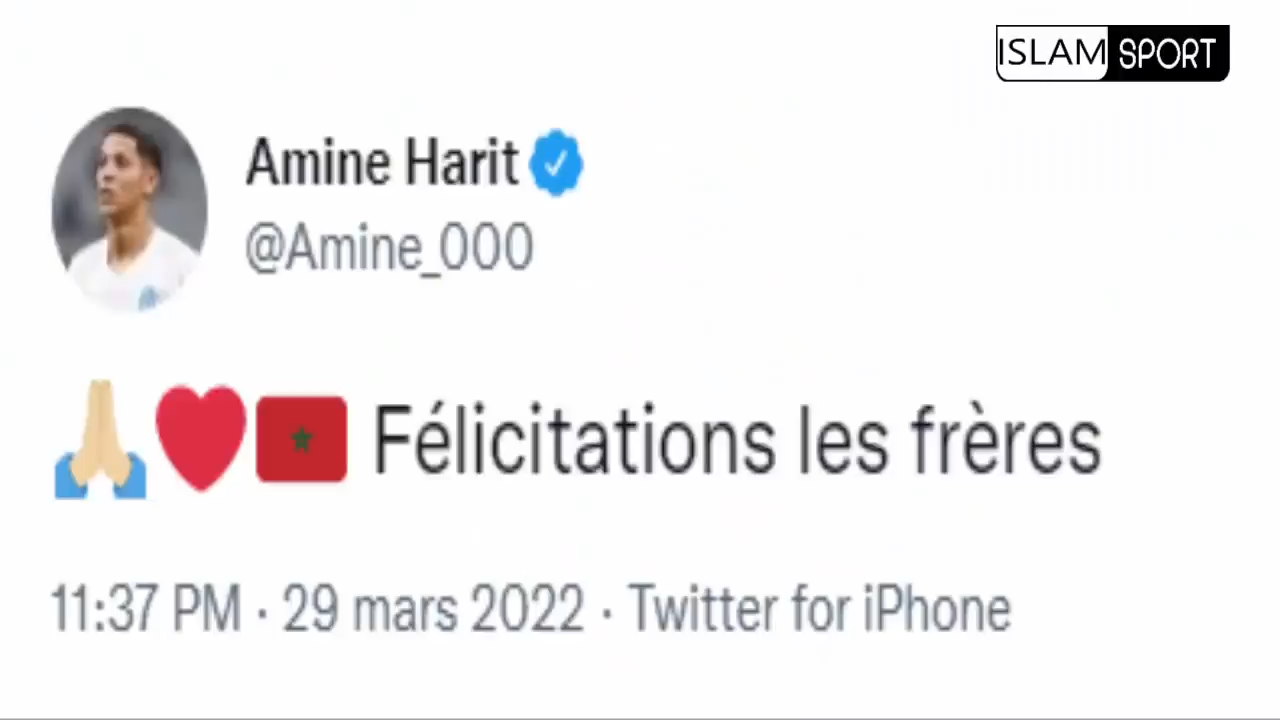 ISLAM SPORT
Amine Harit
@Amine_000
🙏🏼❤️🇲🇦 Félicitations les frères
11:37 PM · 29 mars 2022 · Twitter for iPhone